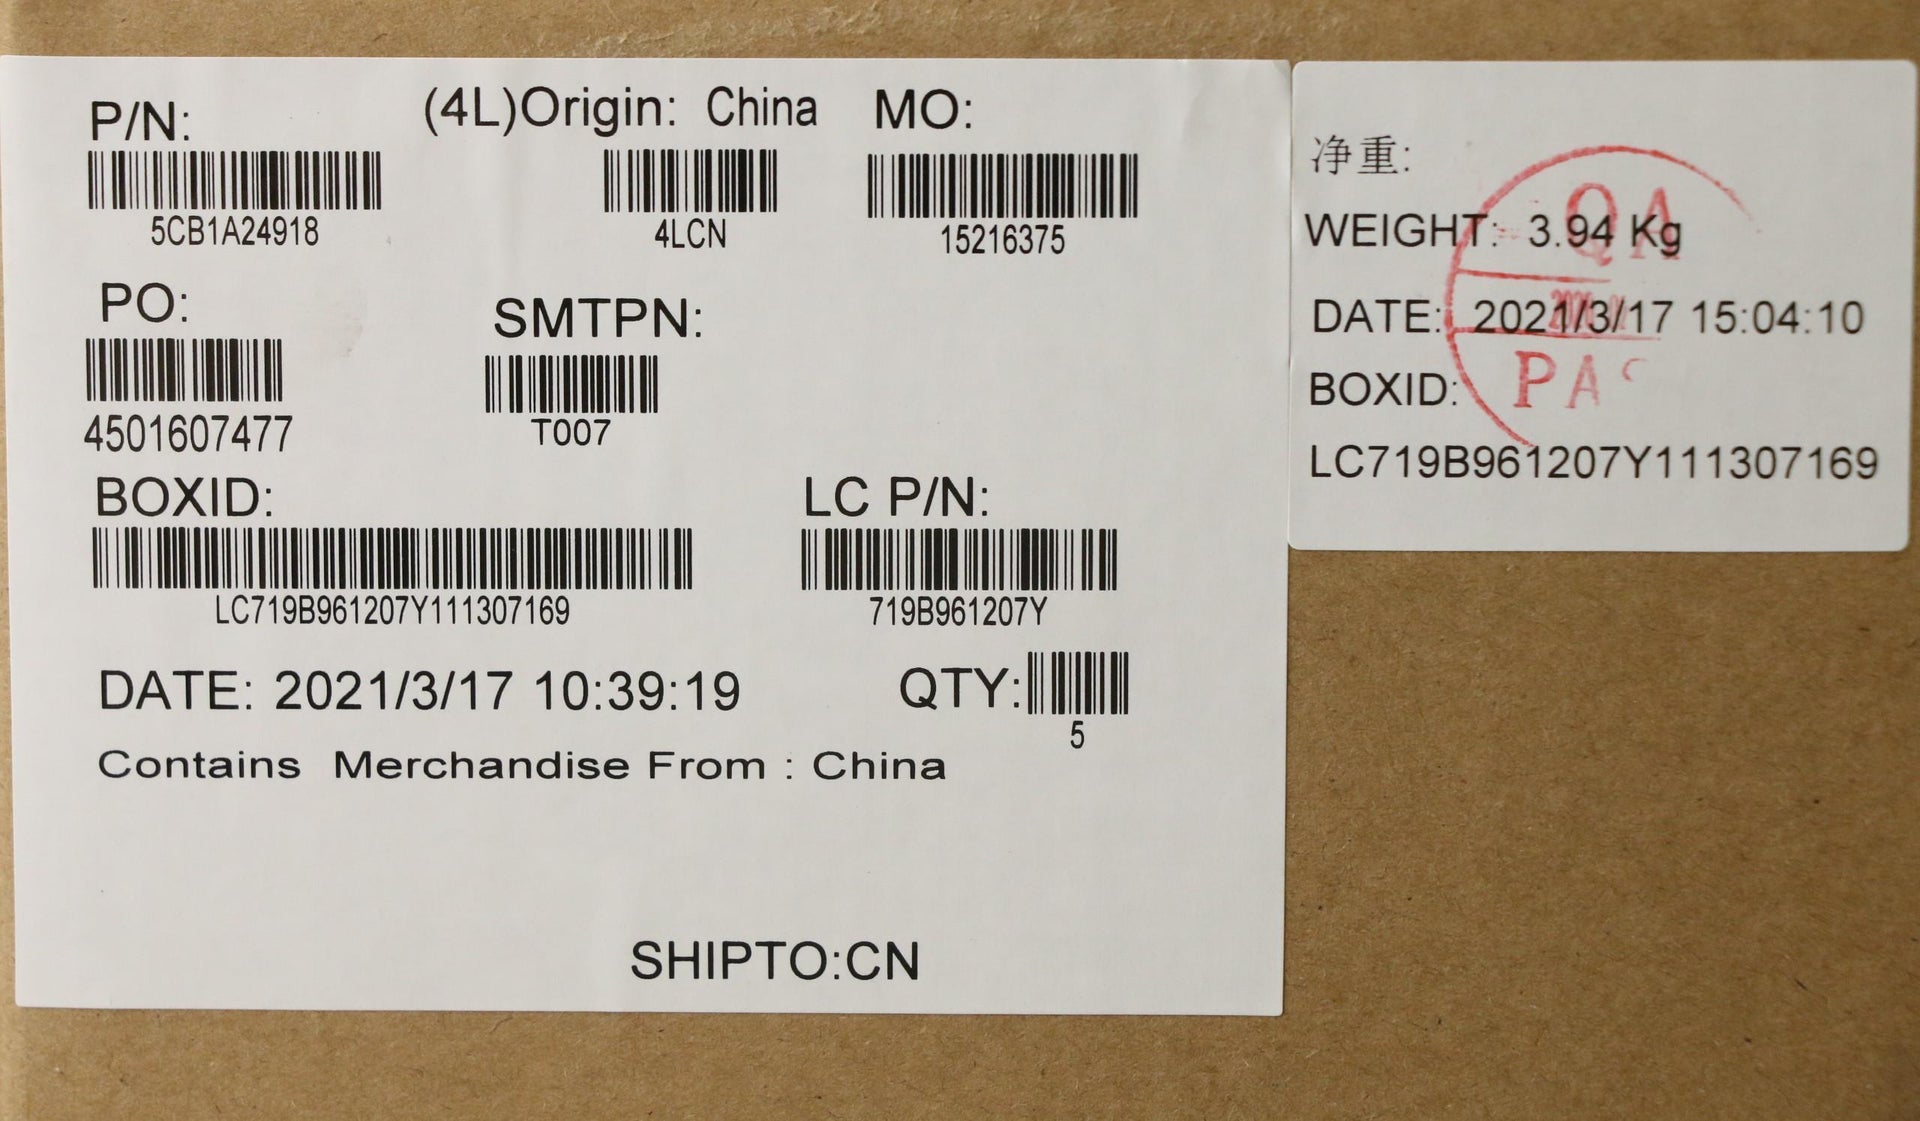 P/N:
(4L)Origin: China
MO:
5CB1A24918
4LCN
15216375
PO:
SMTPN:
4501607477
T007
BOXID:
LC P/N:
LC719B961207Y111307169
719B961207Y
DATE: 2021/3/17 10:39:19
QTY:
5
Contains Merchandise From : China
SHIPTO:CN
净重:
WEIGHT: 3.94 Kg
DATE: 2021/3/17 15:04:10
BOXID:
LC719B961207Y111307169
QA